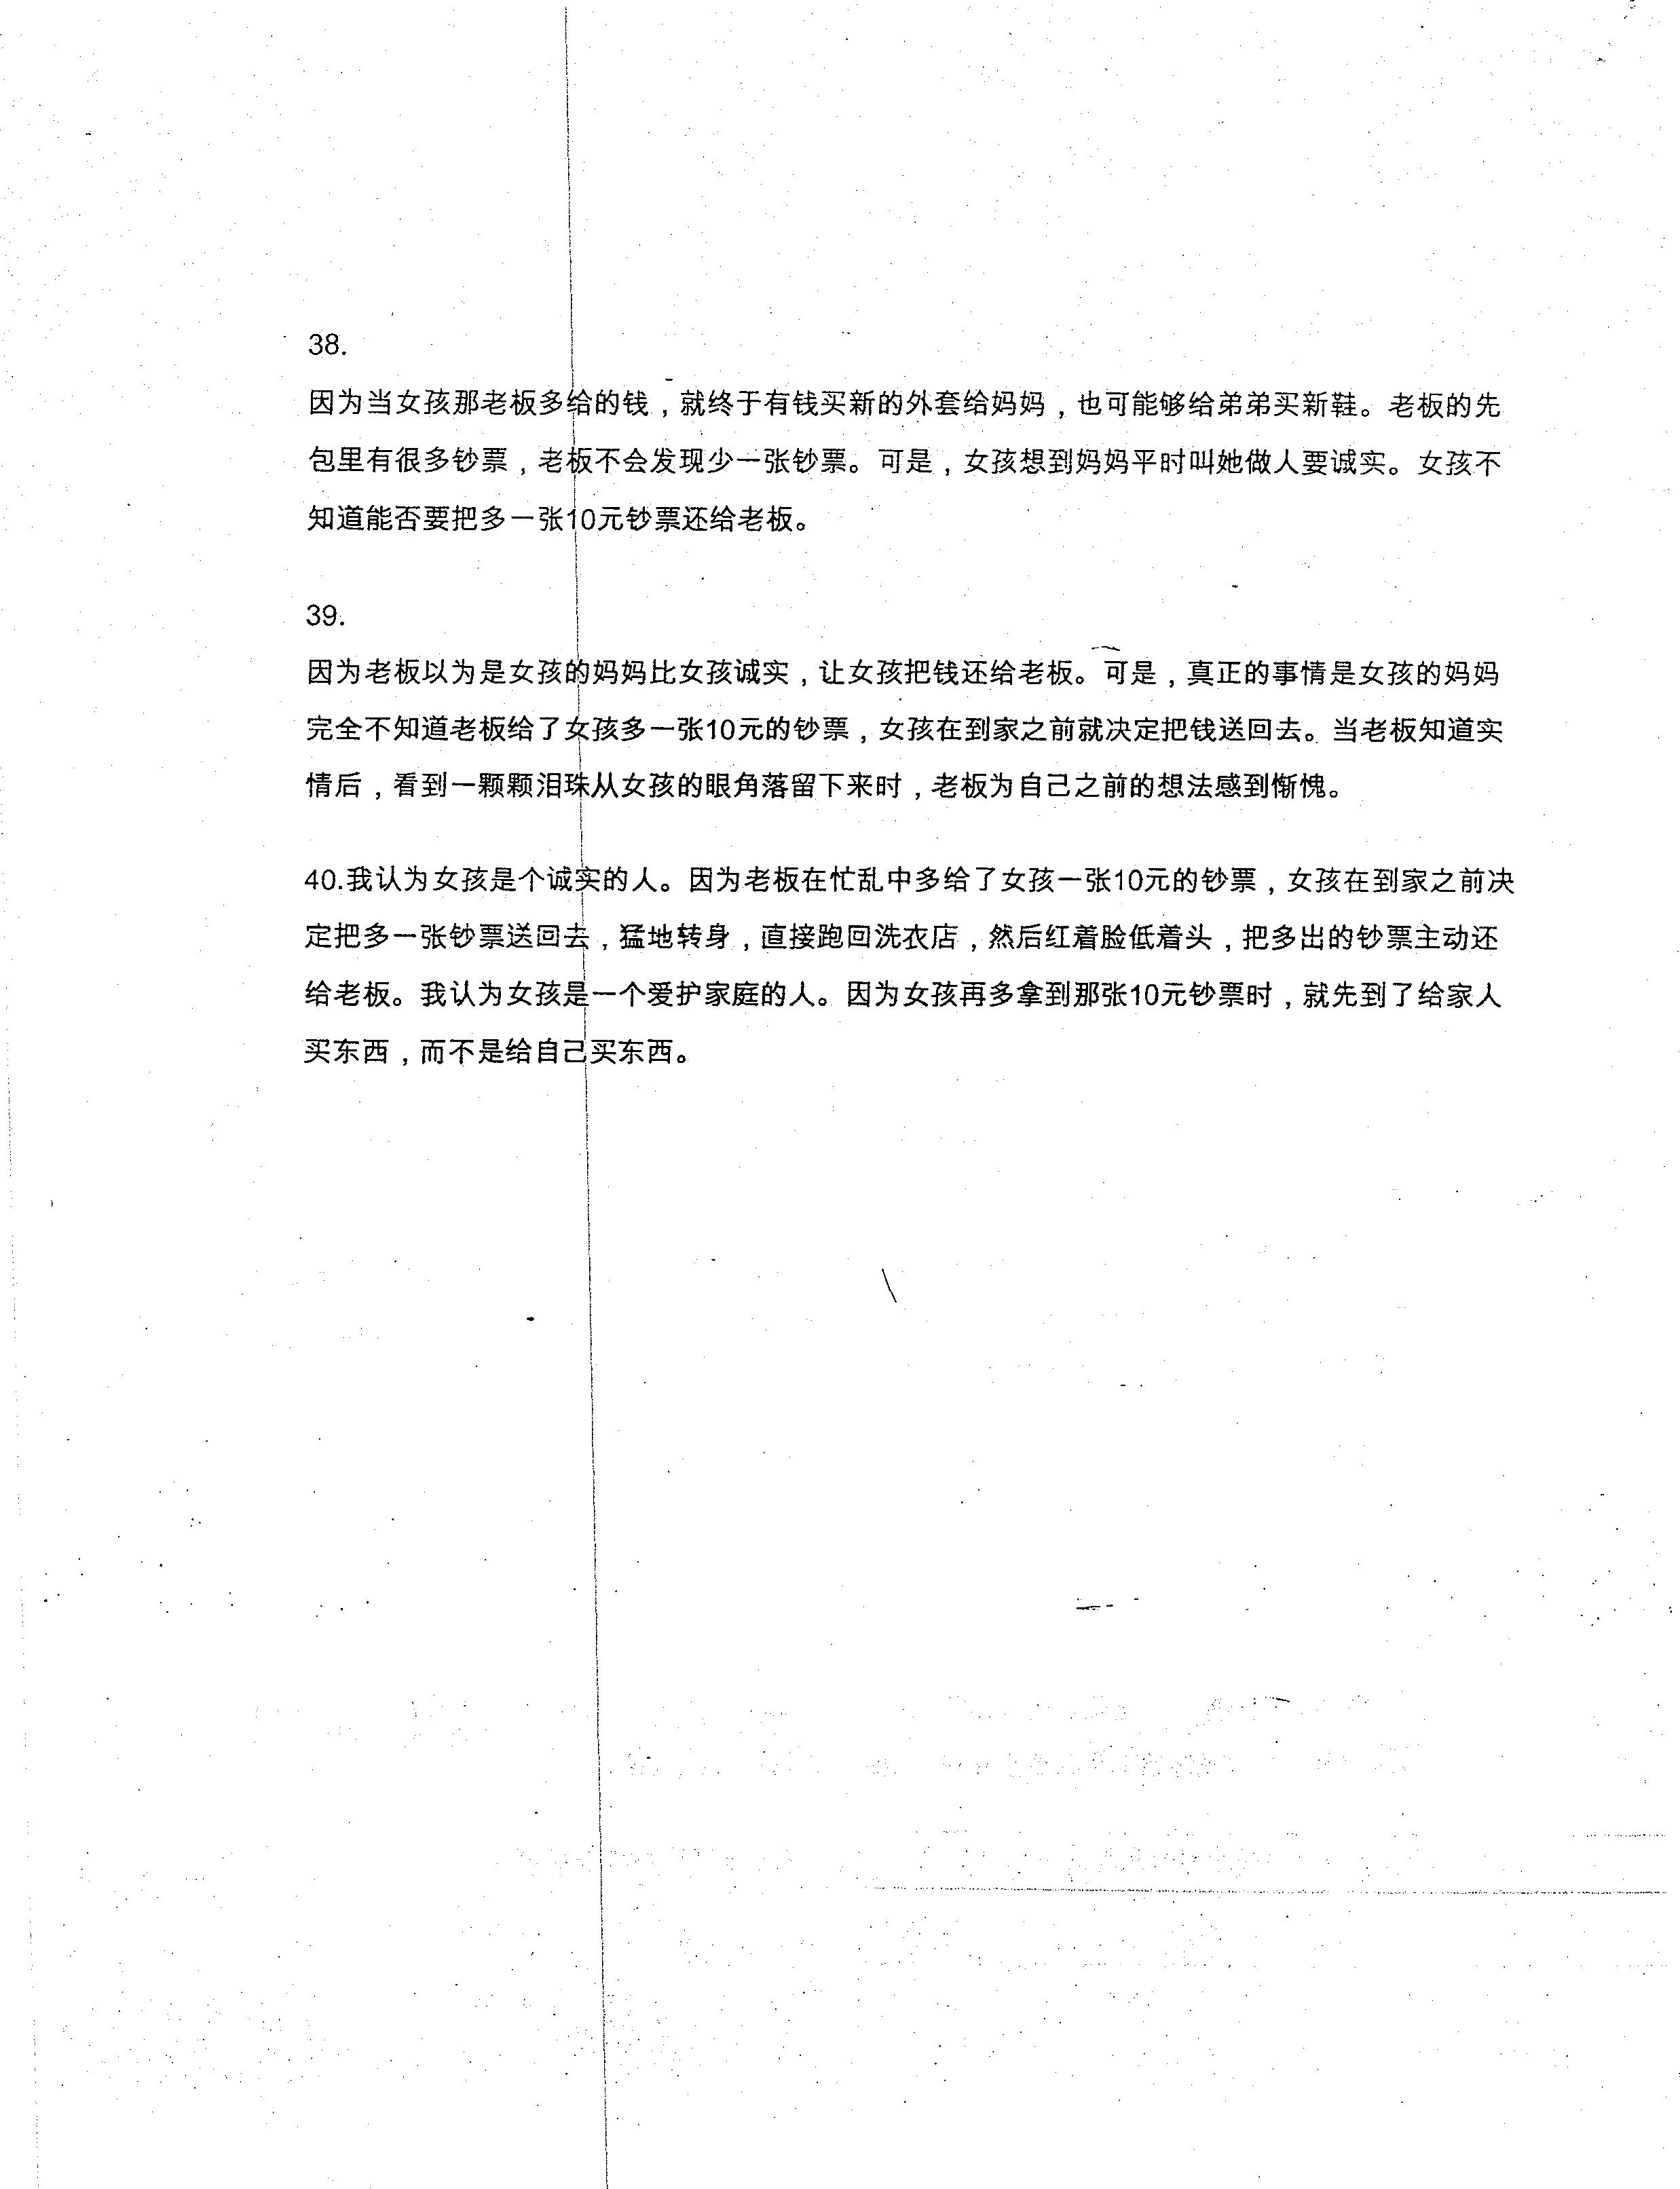 38.
因为当女孩那老板多给的钱，就终于有钱买新的外套给妈妈，也可能够给弟弟买新鞋。老板的先
包里有很多钞票，老板不会发现少一张钞票。可是，女孩想到妈妈平时叫她做人要诚实。女孩不
知道能否要把多一张10元钞票还给老板。
39.
因为老板以为是女孩的妈妈比女孩诚实，让女孩把钱还给老板。可是，真正的事情是女孩的妈妈
完全不知道老板给了女孩多一张10元的钞票，女孩在到家之前就决定把钱送回去。当老板知道实
情后，看到一颗颗泪珠从女孩的眼角落留下来时，老板为自己之前的想法感到惭愧。
40.我认为女孩是个诚实的人。因为老板在忙乱中多给了女孩一张10元的钞票，女孩在到家之前决
定把多一张钞票送回去，猛地转身，直接跑回洗衣店，然后红着脸低着头，把多出的钞票主动还
给老板。我认为女孩是一个爱护家庭的人。因为女孩再多拿到那张10元钞票时，就先到了给家人
买东西，而不是给自己买东西。